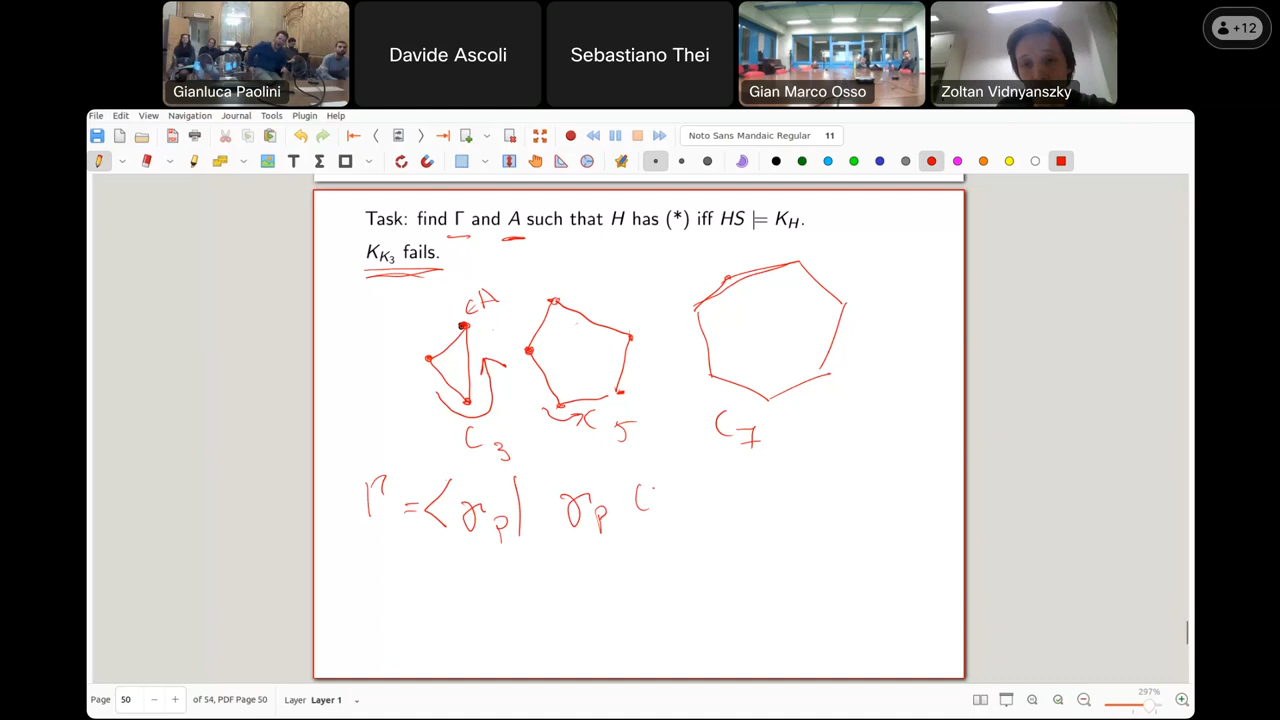 Gianluca Paolini
Davide Ascoli
Sebastiano Thei
Gian Marco Osso
Zoltan Vidnyanszky
+12
File Edit View Navigation Journal Tools Plugin Help
Noto Sans Mandaic Regular 11
Task: find Γ and A such that H has (*) iff HS ⊨ K_H.
K_{K_3} fails.
∈A
C_3
C_5
C_7
Γ = ⟨ γ_p | γ_p (
Page 50 of 54, PDF Page 50 Layer Layer 1
297%